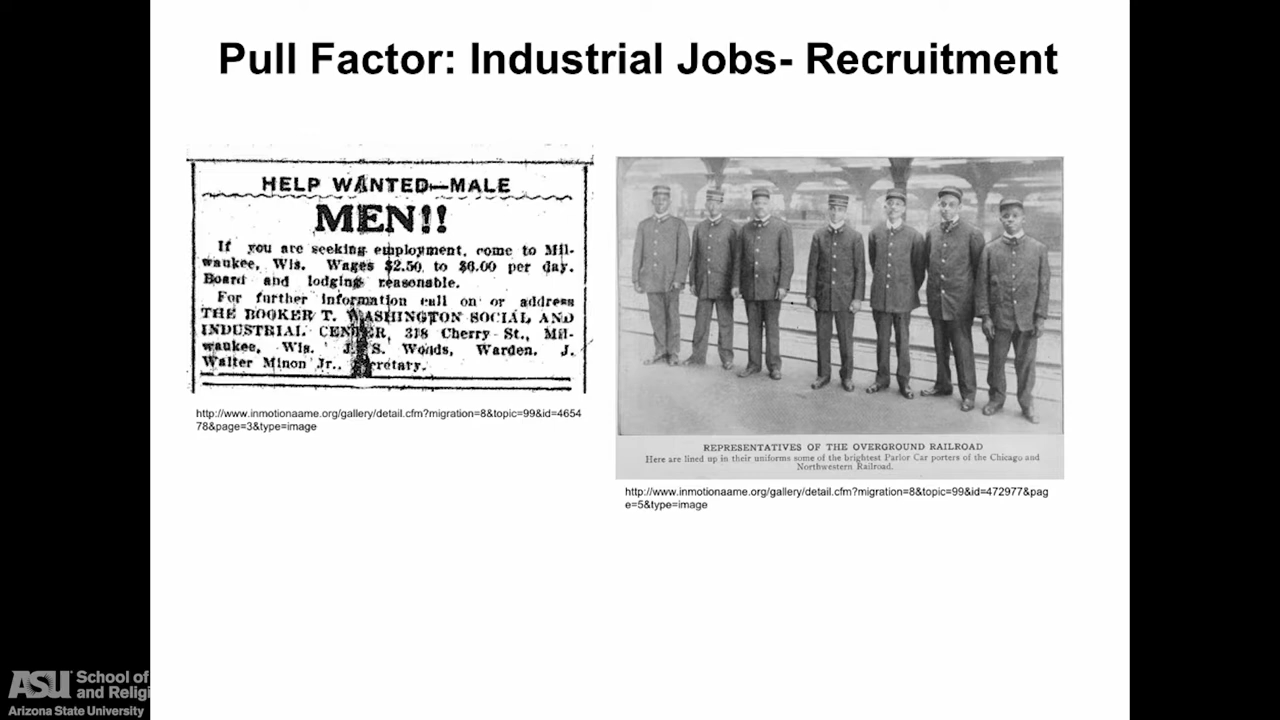 Pull Factor: Industrial Jobs- Recruitment
HELP WANTED—MALE
MEN!!
If you are seeking employment, come to Mil-
waukee, Wis. Wages $2.50 to $6.00 per day.
Board and lodging reasonable.
For further information call on or address
THE BOOKER T. WASHINGTON SOCIAL AND
INDUSTRIAL CENTER, 318 Cherry St., Mil-
waukee, Wis. J. S. Woods, Warden. J.
Walter Minon Jr., Secretary.
http://www.inmotionaame.org/gallery/detail.cfm?migration=8&topic=99&id=4654
78&page=3&type=image
REPRESENTATIVES OF THE OVERGROUND RAILROAD
Here are lined up in their uniforms some of the brightest Parlor Car porters of the Chicago and
Northwestern Railroad.
http://www.inmotionaame.org/gallery/detail.cfm?migration=8&topic=99&id=472977&pag
e=5&type=image
ASU School of
and Religi
Arizona State University